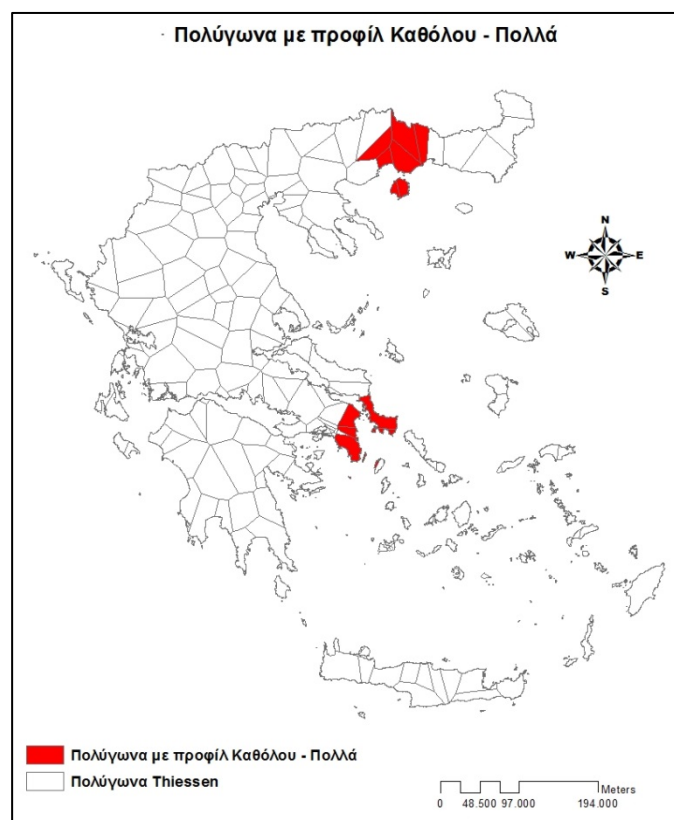 Πολύγωνα με προφίλ Καθόλου - Πολλά
N
W E
S
Πολύγωνα με προφίλ Καθόλου - Πολλά
Πολύγωνα Thiessen
Meters
0 48.500 97.000 194.000